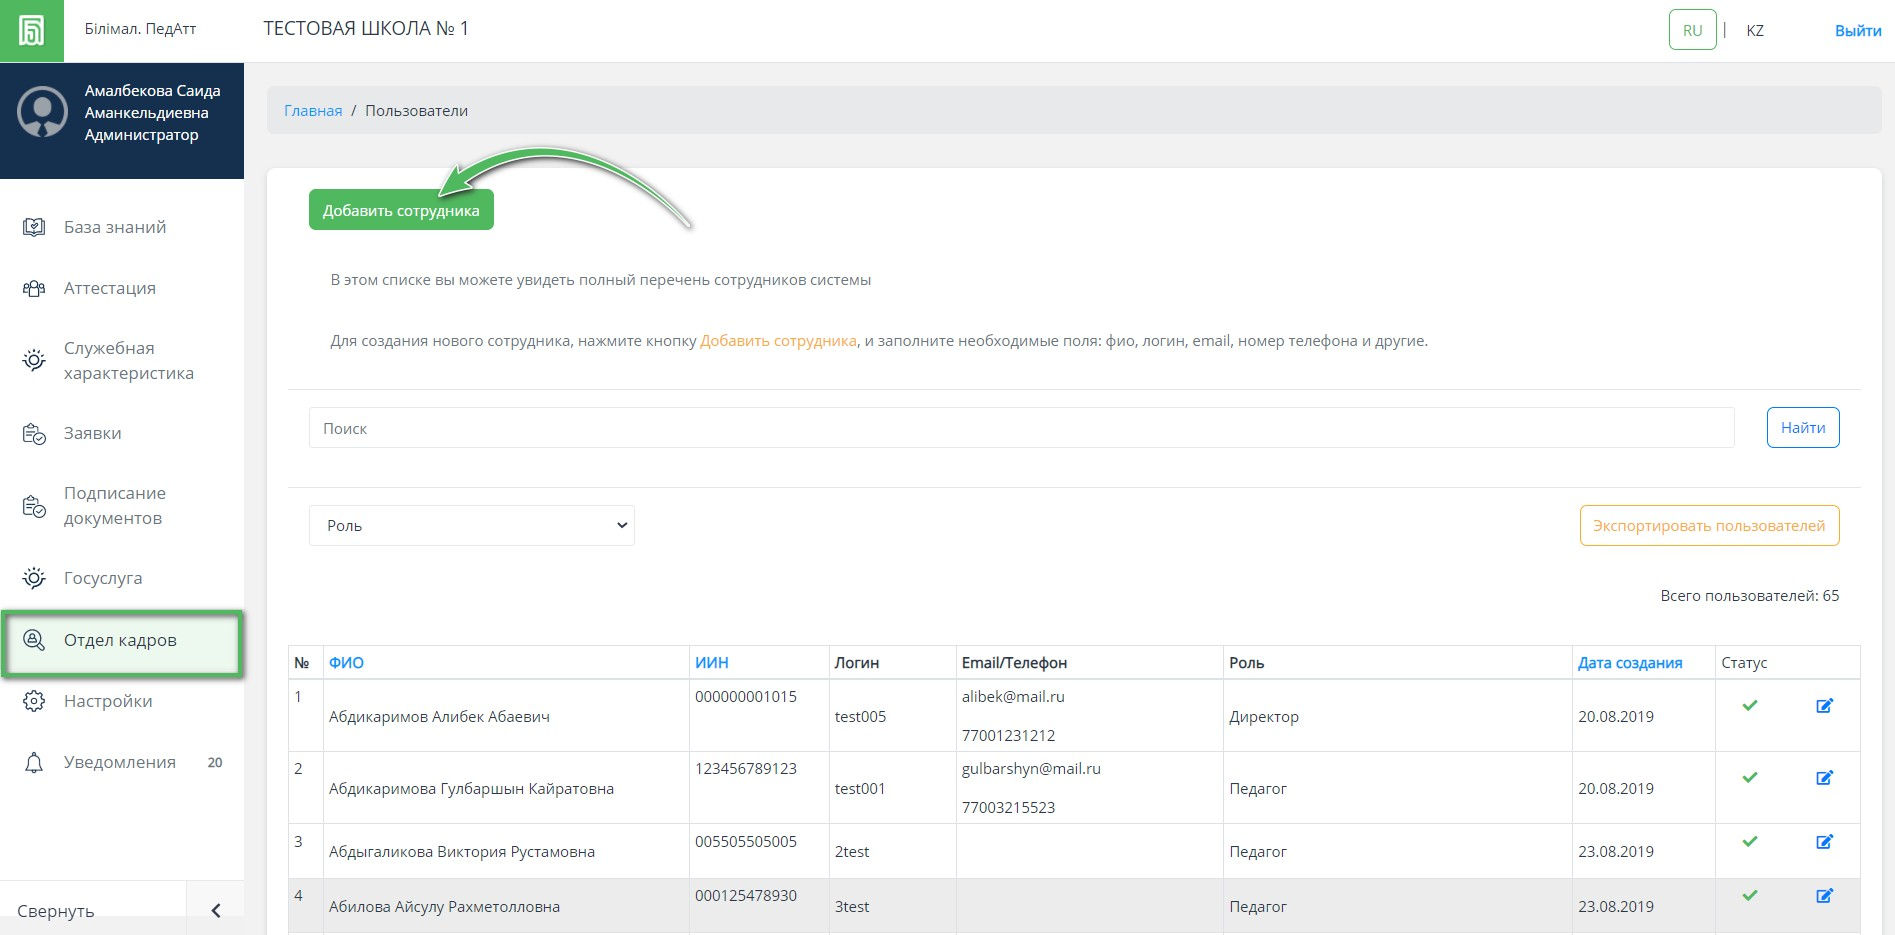 Білімал. ПедАтт
ТЕСТОВАЯ ШКОЛА № 1
RU | KZ
Выйти
Амалбекова Саида
Аманкельдиевна
Администратор
Главная / Пользователи
База знаний
Аттестация
Служебная
характеристика
Заявки
Подписание
документов
Госуслуга
Отдел кадров
Настройки
Уведомления 20
Свернуть
Добавить сотрудника
В этом списке вы можете увидеть полный перечень сотрудников системы
Для создания нового сотрудника, нажмите кнопку Добавить сотрудника, и заполните необходимые поля: фио, логин, email, номер телефона и другие.
Поиск
Найти
Роль
Экспортировать пользователей
Всего пользователей: 65
№ ФИО ИИН Логин Email/Телефон Роль Дата создания Статус
1 Абдикаримов Алибек Абаевич 000000001015 test005 alibek@mail.ru 77001231212 Директор 20.08.2019
2 Абдикаримова Гулбаршын Кайратовна 123456789123 test001 gulbarshyn@mail.ru 77003215523 Педагог 20.08.2019
3 Абдыгаликова Виктория Рустамовна 005505505005 2test Педагог 23.08.2019
4 Абилова Айсулу Рахметолловна 000125478930 3test Педагог 23.08.2019